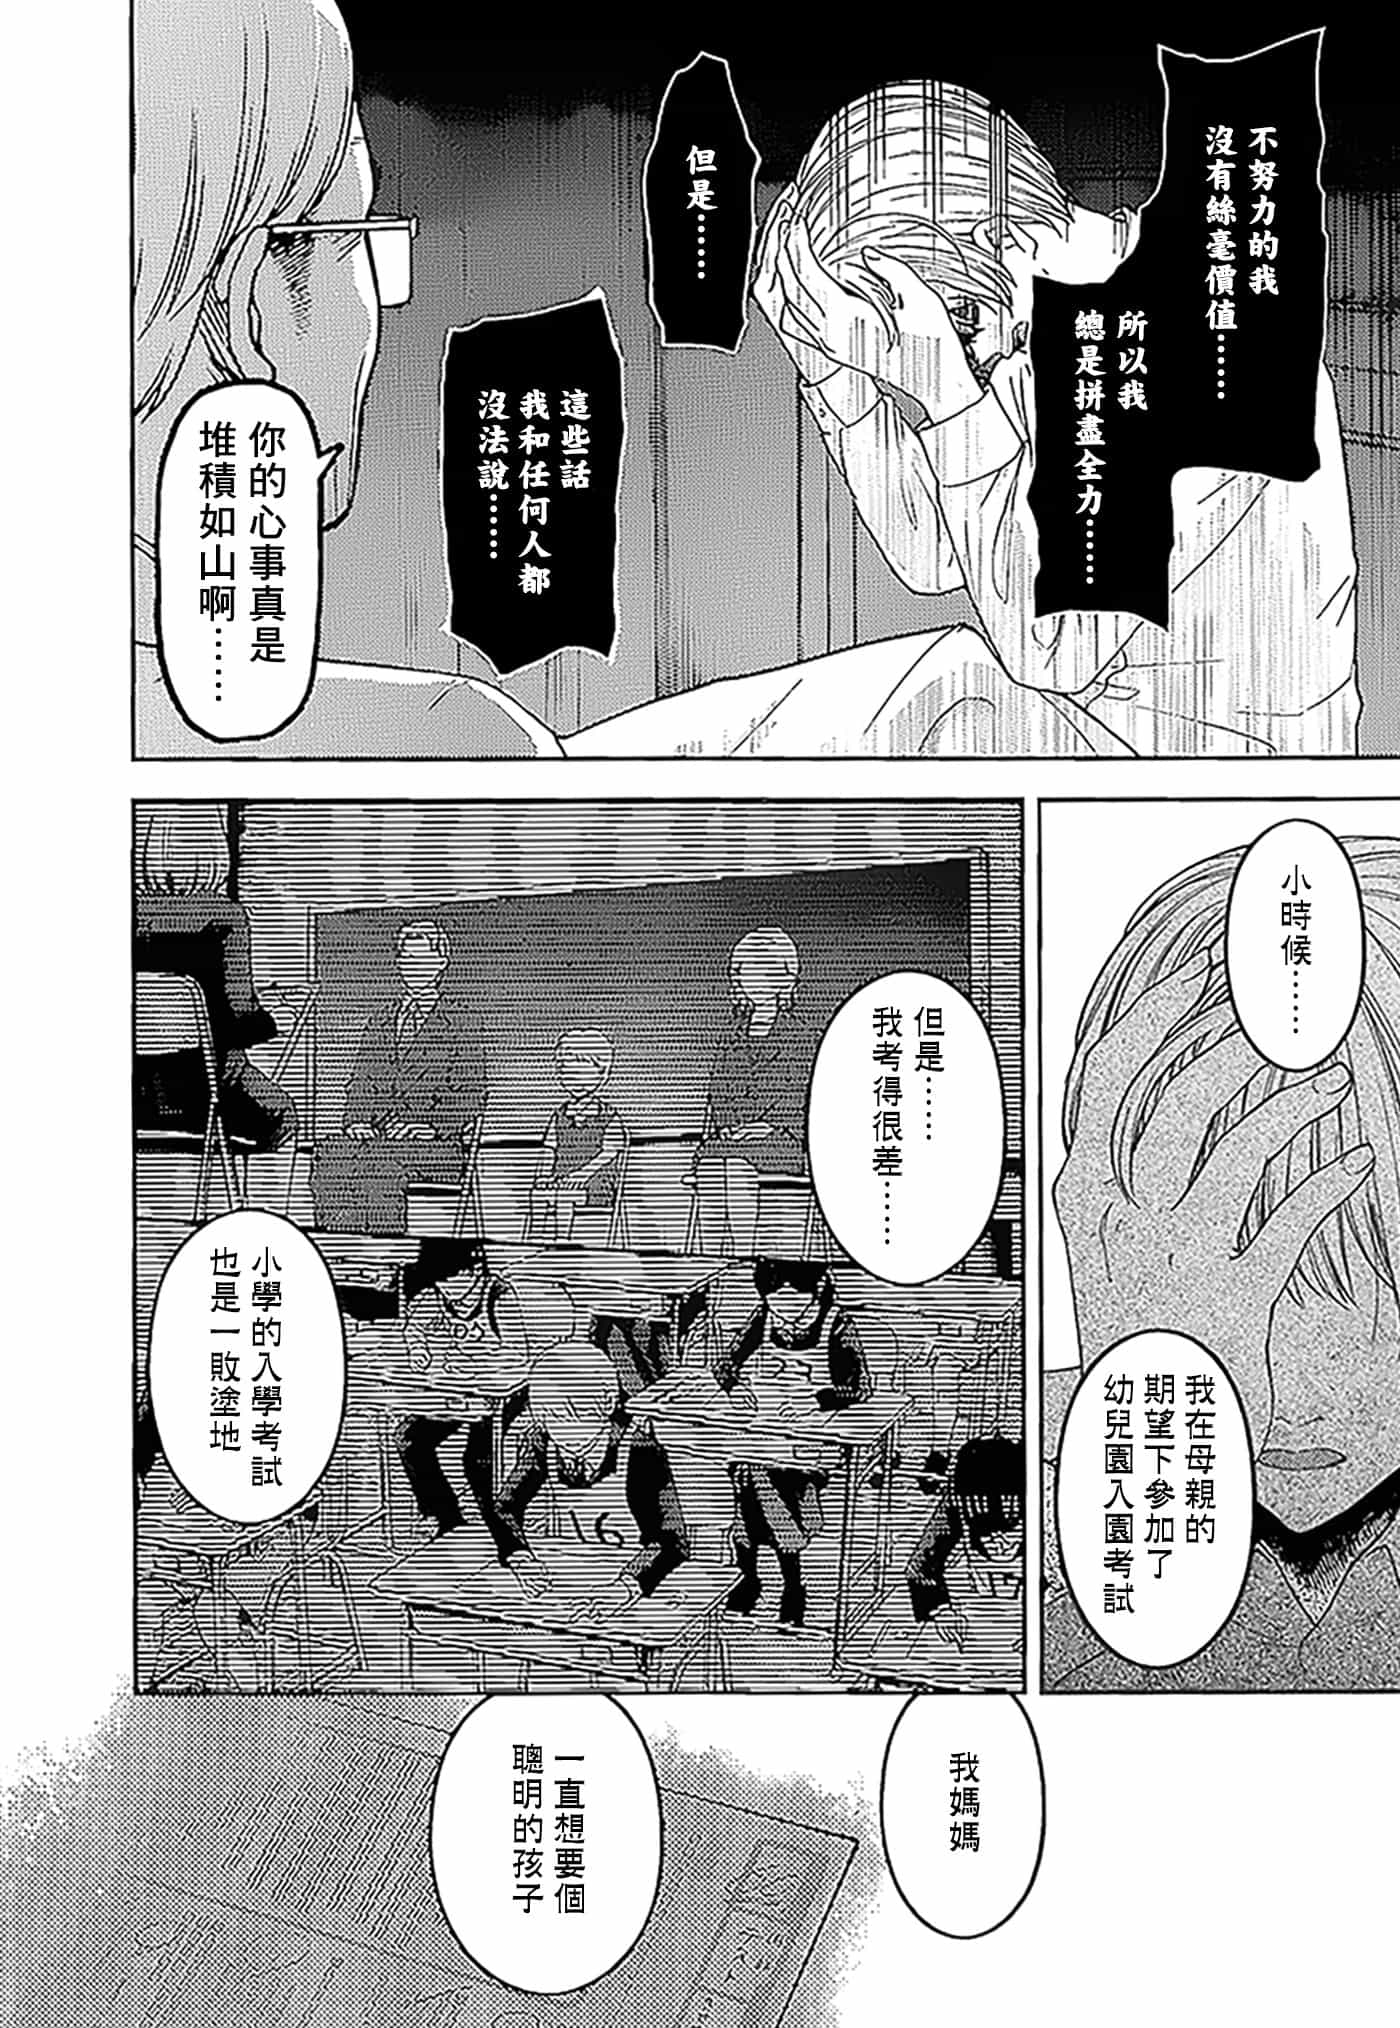 不努力的我
沒有絲毫價值……
所以我
總是拼盡全力……
但是……
這些話
我和任何人都
沒法說……
你的心事真是
堆積如山啊……
小時候……
我在母親的
期望下參加了
幼兒園入園考試
但是……
我考得很差……
小學的入學考試
也是一敗塗地
16
我媽媽
一直想要個
聰明的孩子